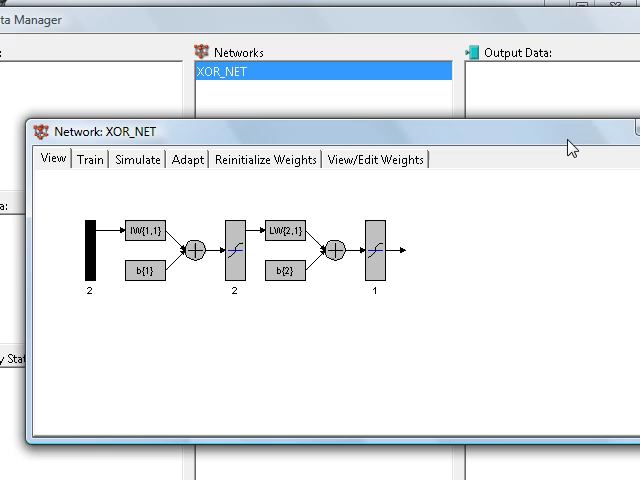 ta Manager
Networks
Output Data:
XOR_NET
Network: XOR_NET
View
Train
Simulate
Adapt
Reinitialize Weights
View/Edit Weights
a:
IW{1,1}
LW{2,1}
b{1}
b{2}
2
2
1
y Stat